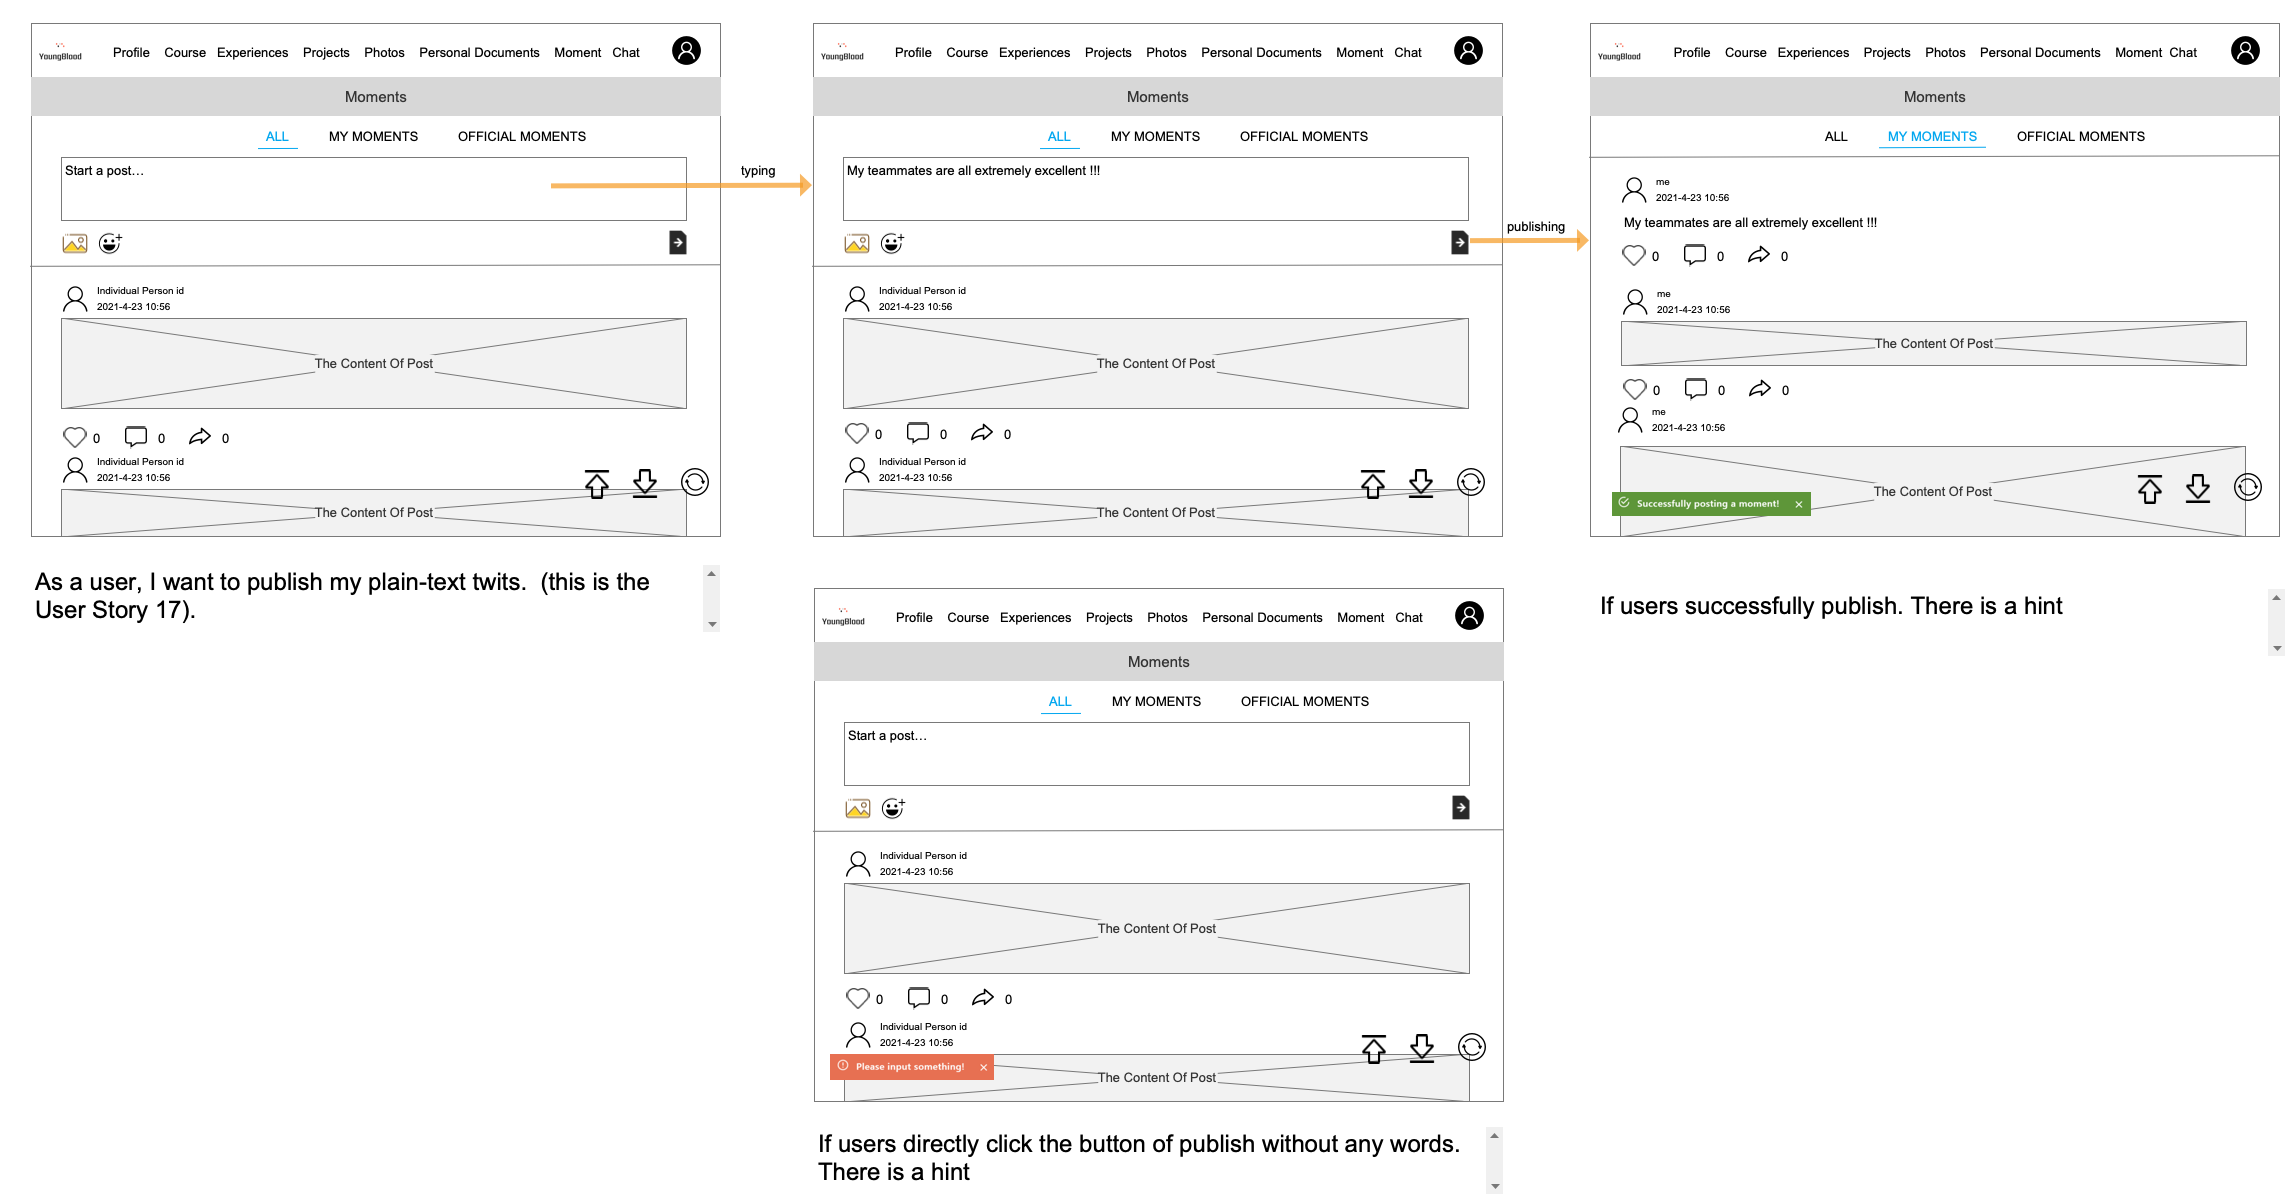 YoungBlood Profile Course Experiences Projects Photos Personal Documents Moment Chat
Moments
ALL MY MOMENTS OFFICIAL MOMENTS
Start a post...
Individual Person id
2021-4-23 10:56
The Content Of Post
0 0 0
Individual Person id
2021-4-23 10:56
The Content Of Post
As a user, I want to publish my plain-text twits. (this is the
User Story 17).
typing
YoungBlood Profile Course Experiences Projects Photos Personal Documents Moment Chat
Moments
ALL MY MOMENTS OFFICIAL MOMENTS
My teammates are all extremely excellent !!!
Individual Person id
2021-4-23 10:56
The Content Of Post
0 0 0
Individual Person id
2021-4-23 10:56
The Content Of Post
publishing
YoungBlood Profile Course Experiences Projects Photos Personal Documents Moment Chat
Moments
ALL MY MOMENTS OFFICIAL MOMENTS
me
2021-4-23 10:56
My teammates are all extremely excellent !!!
0 0 0
me
2021-4-23 10:56
The Content Of Post
0 0 0
me
2021-4-23 10:56
The Content Of Post
Successfully posting a moment!
If users successfully publish. There is a hint
YoungBlood Profile Course Experiences Projects Photos Personal Documents Moment Chat
Moments
ALL MY MOMENTS OFFICIAL MOMENTS
Start a post...
Individual Person id
2021-4-23 10:56
The Content Of Post
0 0 0
Individual Person id
2021-4-23 10:56
Please input something!
The Content Of Post
If users directly click the button of publish without any words.
There is a hint